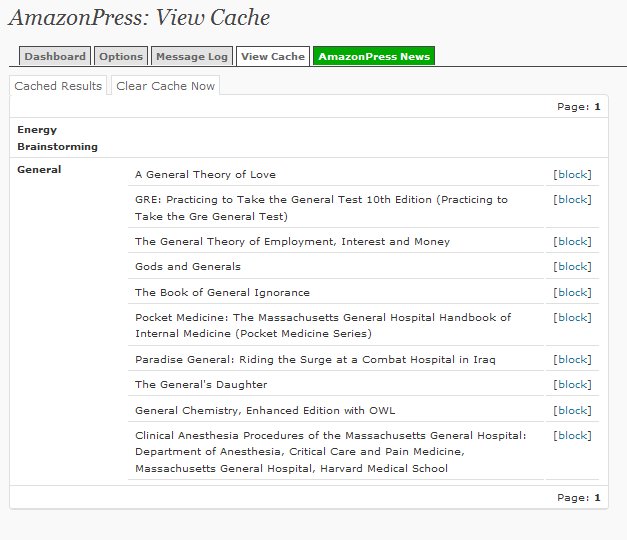 AmazonPress: View Cache
Dashboard Options Message Log View Cache AmazonPress News
Cached Results Clear Cache Now
Page: 1
Energy
Brainstorming
General
A General Theory of Love [block]
GRE: Practicing to Take the General Test 10th Edition (Practicing to [block]
Take the Gre General Test)
The General Theory of Employment, Interest and Money [block]
Gods and Generals [block]
The Book of General Ignorance [block]
Pocket Medicine: The Massachusetts General Hospital Handbook of [block]
Internal Medicine (Pocket Medicine Series)
Paradise General: Riding the Surge at a Combat Hospital in Iraq [block]
The General's Daughter [block]
General Chemistry, Enhanced Edition with OWL [block]
Clinical Anesthesia Procedures of the Massachusetts General Hospital: [block]
Department of Anesthesia, Critical Care and Pain Medicine,
Massachusetts General Hospital, Harvard Medical School
Page: 1